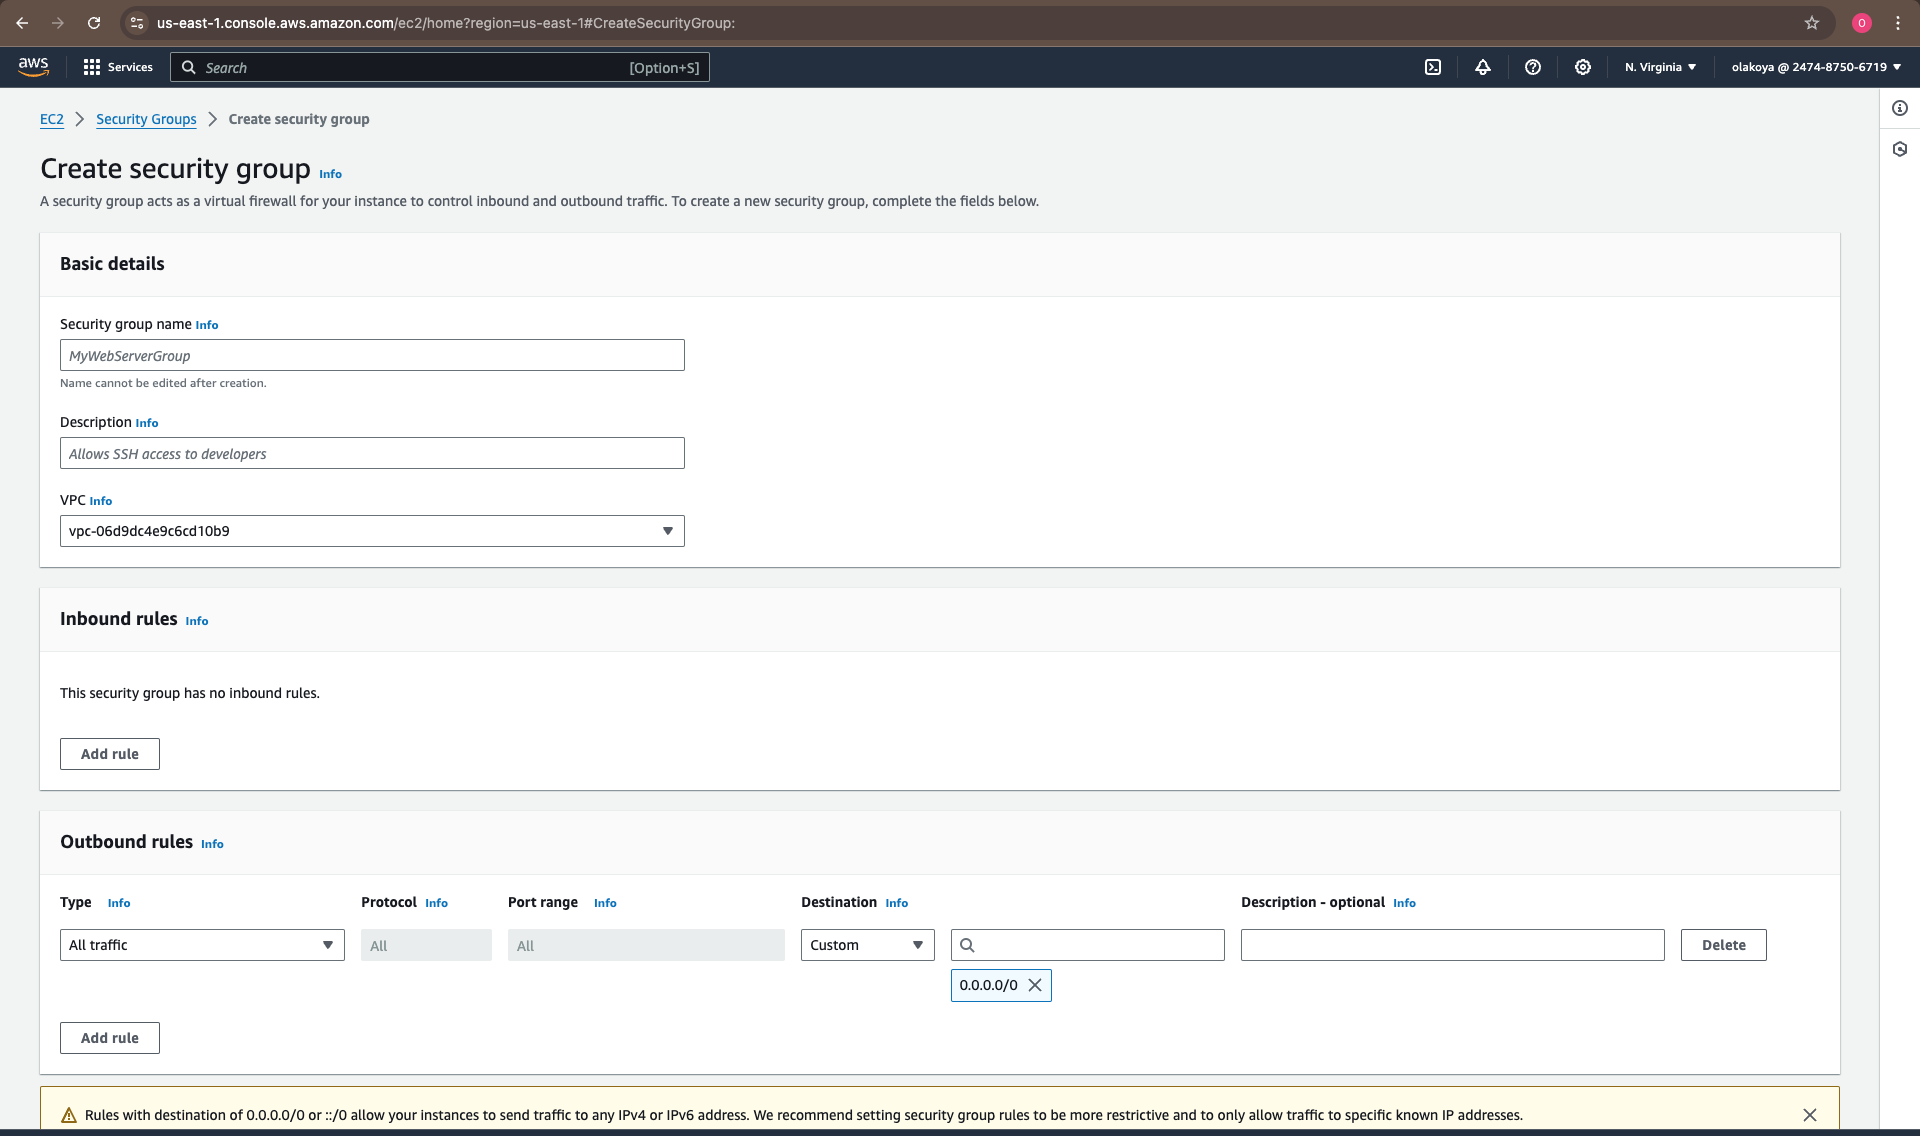 us-east-1.console.aws.amazon.com/ec2/home?region=us-east-1#CreateSecurityGroup:
O
aws
Services
Search
[Option+S]
N. Virginia
olakoya @ 2474-8750-6719
EC2 > Security Groups > Create security group
Create security group Info
A security group acts as a virtual firewall for your instance to control inbound and outbound traffic. To create a new security group, complete the fields below.
Basic details
Security group name Info
MyWebServerGroup
Name cannot be edited after creation.
Description Info
Allows SSH access to developers
VPC Info
vpc-06d9dc4e9c6cd10b9
Inbound rules Info
This security group has no inbound rules.
Add rule
Outbound rules Info
Type Info Protocol Info Port range Info Destination Info Description - optional Info
All traffic All All Custom Delete
0.0.0.0/0
Add rule
Rules with destination of 0.0.0.0/0 or ::/0 allow your instances to send traffic to any IPv4 or IPv6 address. We recommend setting security group rules to be more restrictive and to only allow traffic to specific known IP addresses.